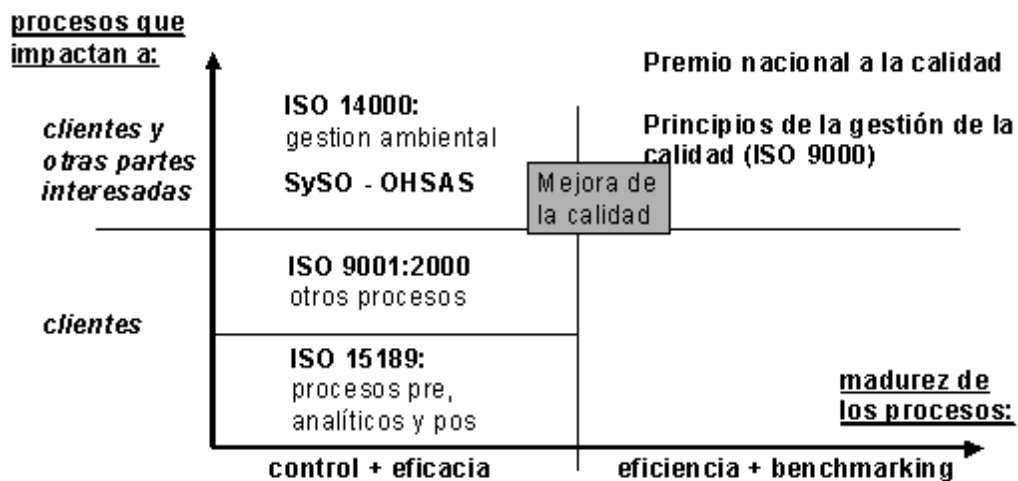 procesos que
impactan a:
Premio nacional a la calidad
ISO 14000:
gestion ambiental
clientes y
otras partes
interesadas
Principios de la gestión de la
calidad (ISO 9000)
SySO - OHSAS
Mejora de
la calidad
ISO 9001:2000
otros procesos
clientes
ISO 15189:
procesos pre,
analíticos y pos
madurez de
los procesos:
control + eficacia
eficiencia + benchmarking